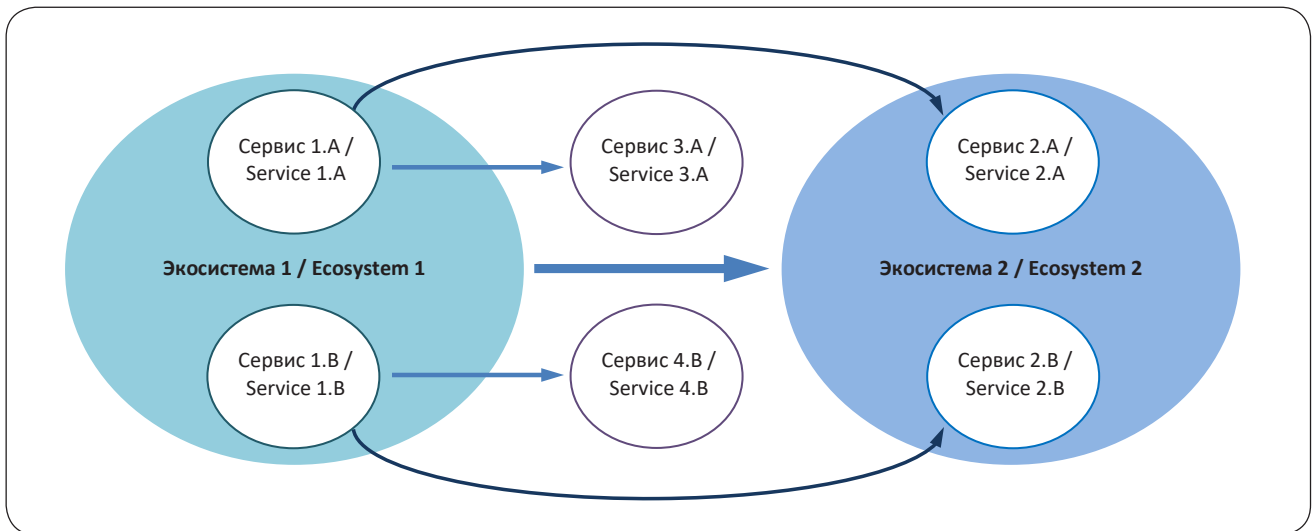 Сервис 1.A /
Service 1.A
Сервис 3.A /
Service 3.A
Сервис 2.A /
Service 2.A
Экосистема 1 / Ecosystem 1
Экосистема 2 / Ecosystem 2
Сервис 1.B /
Service 1.B
Сервис 4.B /
Service 4.B
Сервис 2.B /
Service 2.B